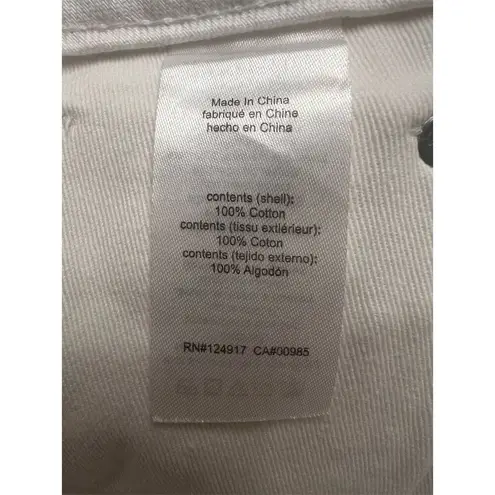 Made In China
fabriqué en Chine
hecho en China
contents (shell):
100% Cotton
contents (tissu extiérieur):
100% Coton
contents (tejido externo):
100% Algodón
RN#124917 CA#00985